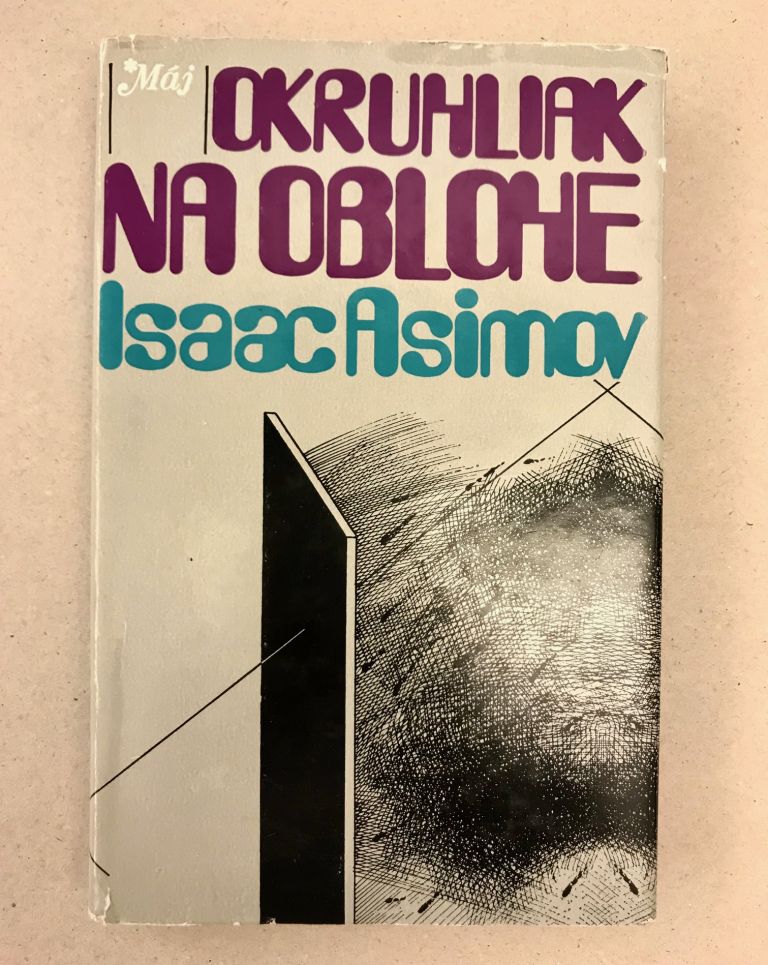 *Máj
OKRUHLIAK
NA OBLOHE
Isaac Asimov